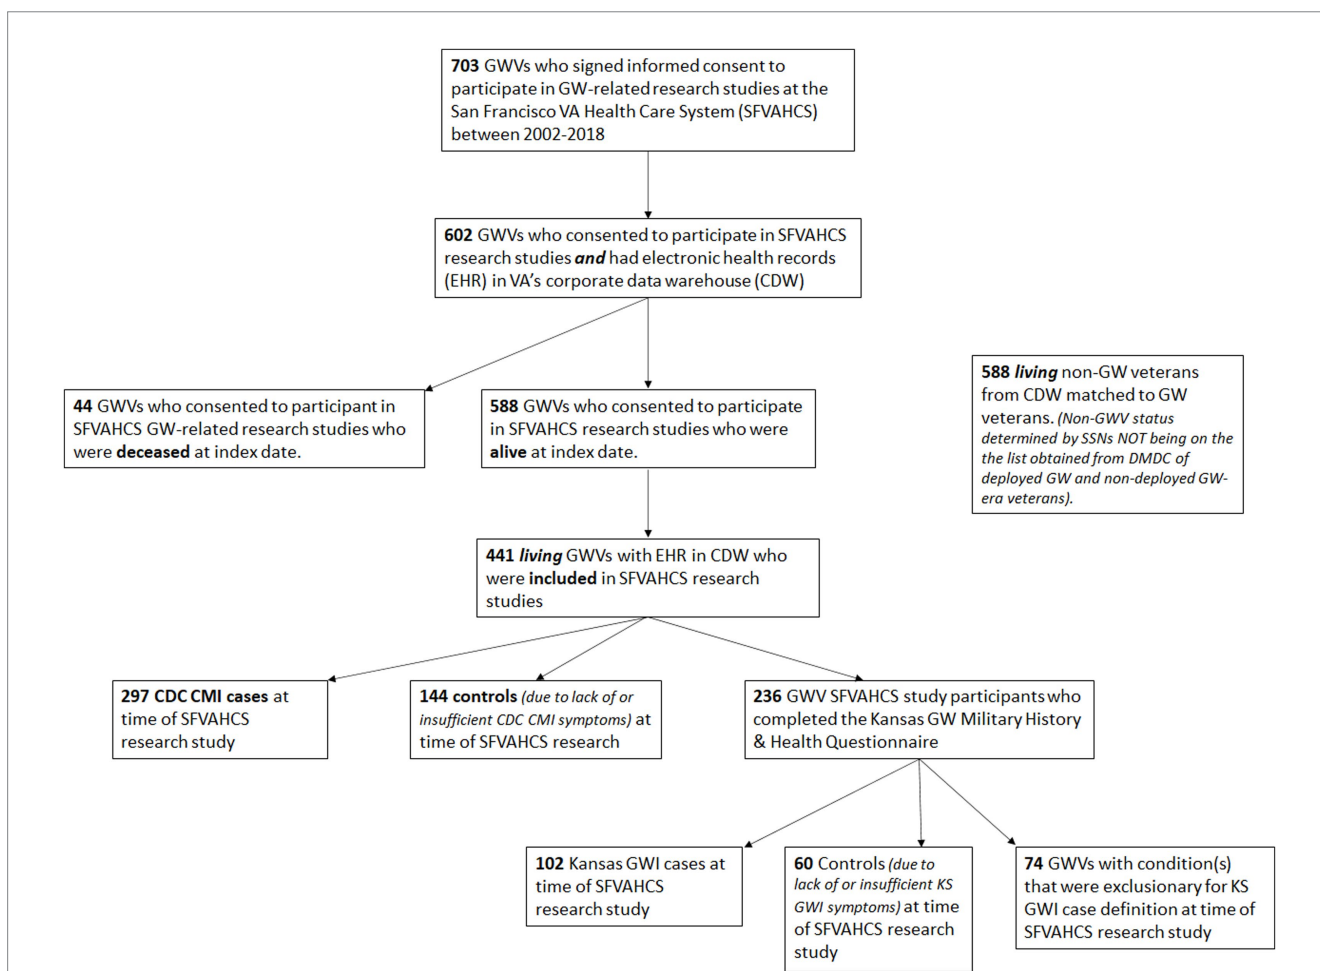 703 GWVs who signed informed consent to
participate in GW-related research studies at the
San Francisco VA Health Care System (SFVAHCS)
between 2002-2018
602 GWVs who consented to participate in SFVAHCS
research studies and had electronic health records
(EHR) in VA's corporate data warehouse (CDW)
44 GWVs who consented to participant in
SFVAHCS GW-related research studies who
were deceased at index date.
588 GWVs who consented to participate
in SFVAHCS research studies who were
alive at index date.
588 living non-GW veterans
from CDW matched to GW
veterans. (Non-GWV status
determined by SSNs NOT being on the
the list obtained from DMDC of
deployed GW and non-deployed GW-
era veterans).
441 living GWVs with EHR in CDW who
were included in SFVAHCS research
studies
297 CDC CMI cases at
time of SFVAHCS
research study
144 controls (due to lack of or
insufficient CDC CMI symptoms) at
time of SFVAHCS research
236 GWV SFVAHCS study participants who
completed the Kansas GW Military History
& Health Questionnaire
102 Kansas GWI cases at
time of SFVAHCS
research study
60 Controls (due to
lack of or insufficient KS
GWI symptoms) at time
of SFVAHCS research
study
74 GWVs with condition(s)
that were exclusionary for KS
GWI case definition at time of
SFVAHCS research study